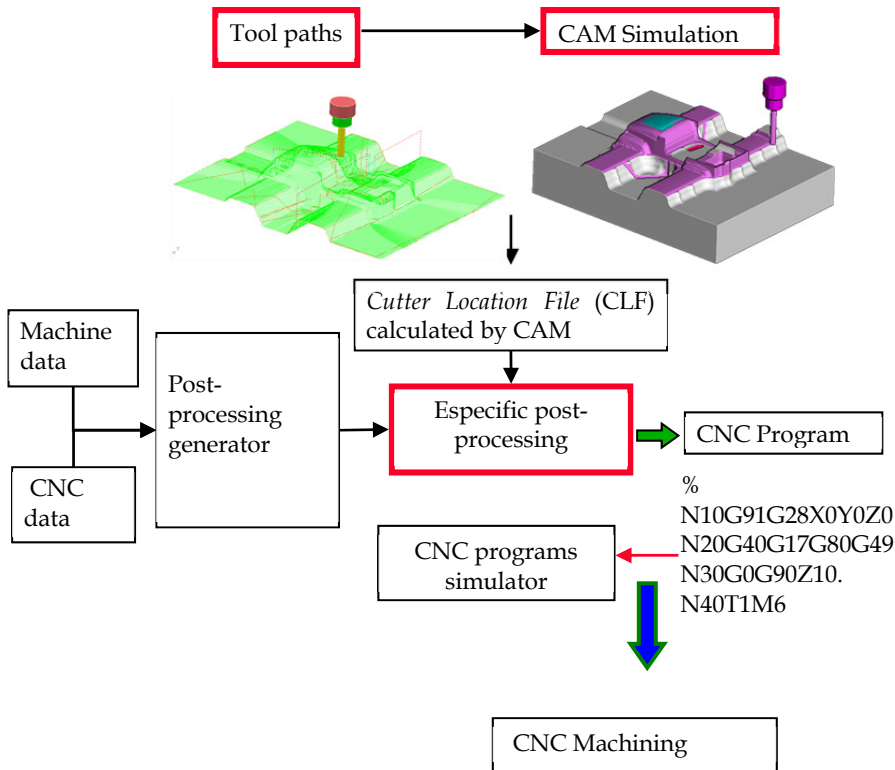 Tool paths
CAM Simulation
Cutter Location File (CLF)
calculated by CAM
Machine
data
Post-
processing
generator
Especific post-
processing
CNC Program
CNC
data
%
N10G91G28X0Y0Z0
N20G40G17G80G49
N30G0G90Z10.
N40T1M6
CNC programs
simulator
CNC Machining